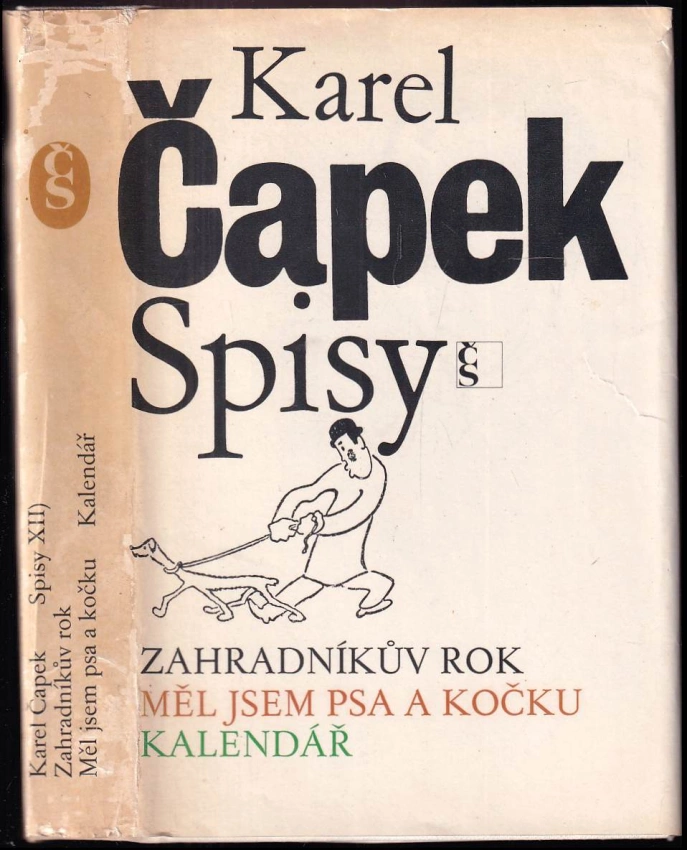 Karel
Čapek
Spisy
ČS
ZAHRADNÍKŮV ROK
MĚL JSEM PSA A KOČKU
KALENDÁŘ
ČS
Karel Čapek Spisy XII)
Zahradníkův rok
Měl jsem psa a kočku Kalendář